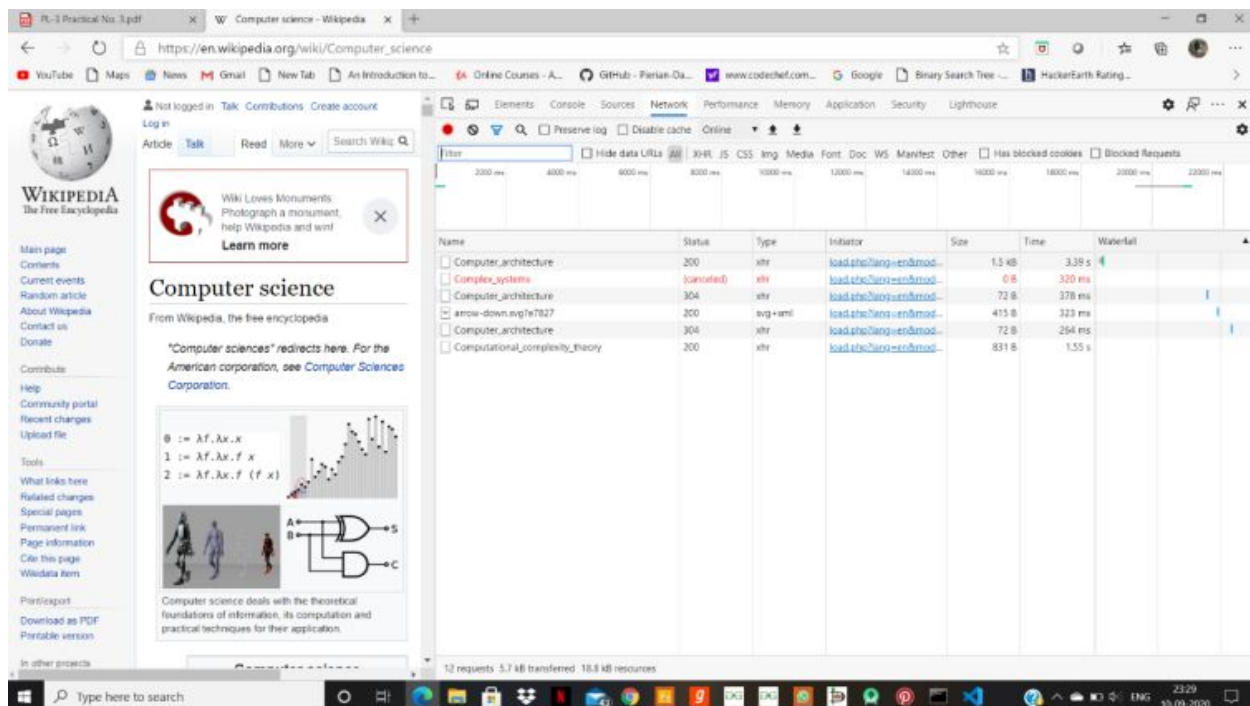 PL-3 Practical No. 3.pdf
Computer science - Wikipedia
https://en.wikipedia.org/wiki/Computer_science
YouTube Maps News Gmail New Tab An Introduction to... Online Courses - A... GitHub - Pierian-Da... www.codechef.com... Google Binary Search Tree -... HackerEarth Rating...
WIKIPEDIA
The Free Encyclopedia
Main page
Contents
Current events
Random article
About Wikipedia
Contact us
Donate
Contribute
Help
Community portal
Recent changes
Upload file
Tools
What links here
Related changes
Special pages
Permanent link
Page information
Cite this page
Wikidata item
Print/export
Download as PDF
Printable version
In other projects
Not logged in Talk Contributions Create account
Log in
Article Talk Read More
Wiki Loves Monuments:
Photograph a monument,
help Wikipedia and win!
Learn more
Computer science
From Wikipedia, the free encyclopedia
"Computer sciences" redirects here. For the
American corporation, see Computer Sciences
Corporation.
0 := λf.λx.x
1 := λf.λx.f x
2 := λf.λx.f (f x)
A
B
S
C
Computer science deals with the theoretical
foundations of information, its computation and
practical techniques for their application.
Computer science
Elements Console Sources Network Performance Memory Application Security Lighthouse
Preserve log Disable cache Online
Filter Hide data URLs All XHR JS CSS Img Media Font Doc WS Manifest Other Has blocked cookies Blocked Requests
2000 ms 4000 ms 6000 ms 8000 ms 10000 ms 12000 ms 14000 ms 16000 ms 18000 ms 20000 ms 22000 ms
Name Status Type Initiator Size Time Waterfall
Computer_architecture 200 xhr load.php?lang=en&mod... 1.5 kB 3.39 s
Complex_systems (canceled) xhr load.php?lang=en&mod... 0 B 320 ms
Computer_architecture 304 xhr load.php?lang=en&mod... 72 B 378 ms
arrow-down.svg?e7827 200 svg+xml load.php?lang=en&mod... 415 B 323 ms
Computer_architecture 304 xhr load.php?lang=en&mod... 72 B 264 ms
Computational_complexity_theory 200 xhr load.php?lang=en&mod... 831 B 1.55 s
12 requests 5.7 kB transferred 18.8 kB resources
Type here to search
ENG
23:29
10-09-2020